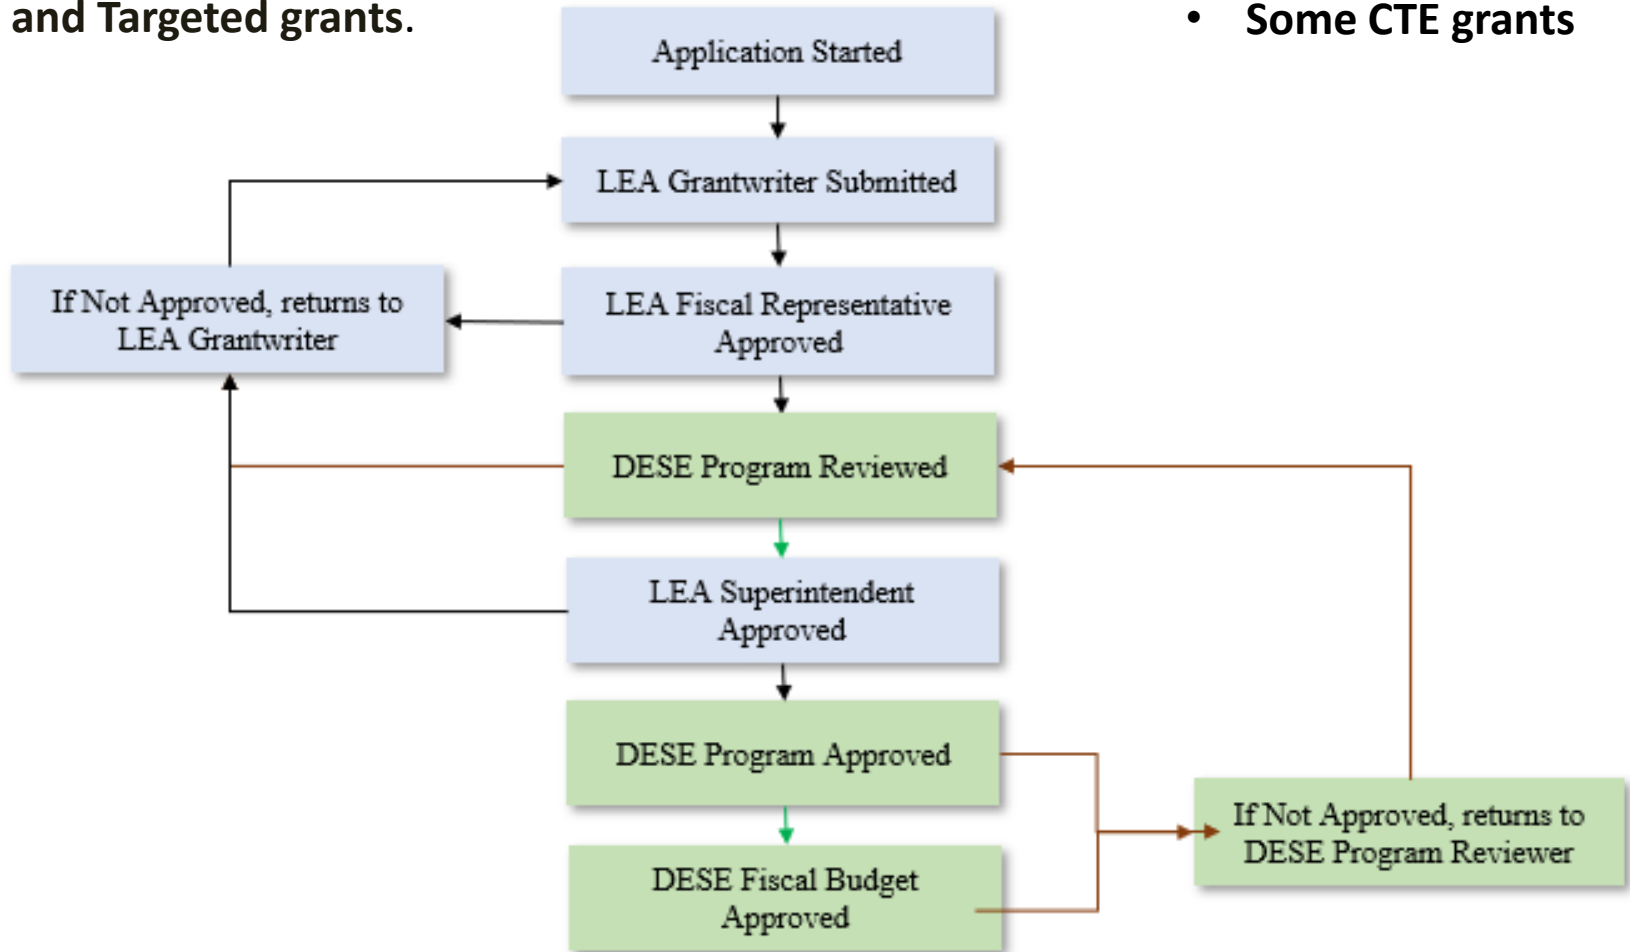 and Targeted grants.
• Some CTE grants
Application Started
LEA Grantwriter Submitted
If Not Approved, returns to
LEA Grantwriter
LEA Fiscal Representative
Approved
DESE Program Reviewed
LEA Superintendent
Approved
DESE Program Approved
If Not Approved, returns to
DESE Program Reviewer
DESE Fiscal Budget
Approved